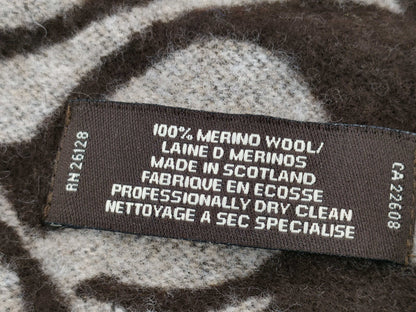 100% MERINO WOOL/
LAINE D MERINOS
MADE IN SCOTLAND
FABRIQUE EN ECOSSE
PROFESSIONALLY DRY CLEAN
NETTOYAGE A SEC SPECIALISE
RN 26128
CA 22608